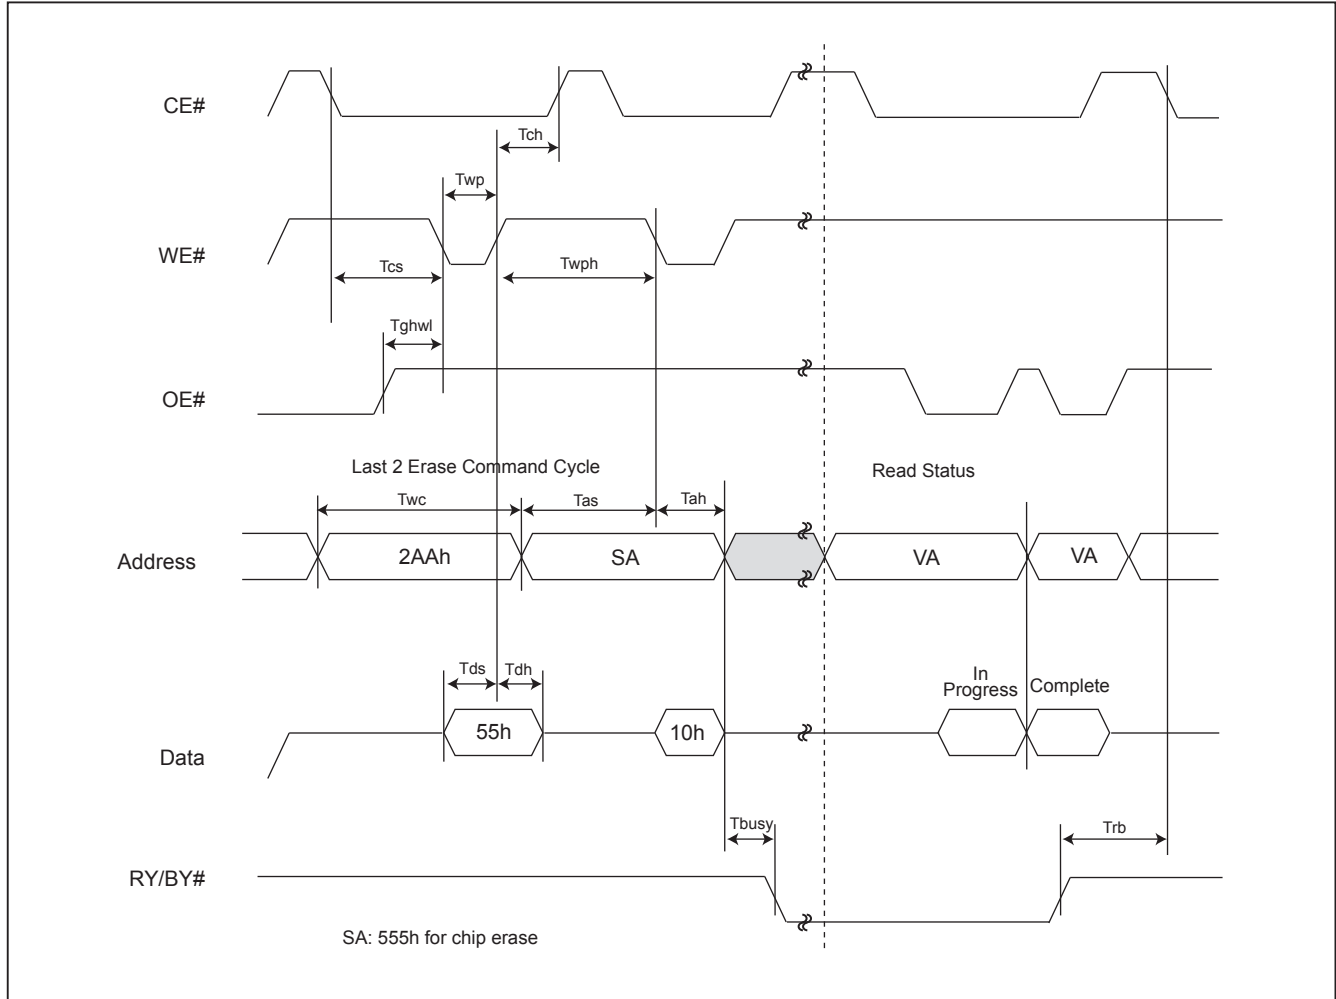 CE#
Tch
Twp
WE#
Tcs
Twph
Tghwl
OE#
Last 2 Erase Command Cycle
Read Status
Twc
Tas
Tah
Address
2AAh
SA
VA
VA
Tds
Tdh
In
Progress
Complete
Data
55h
10h
Tbusy
Trb
RY/BY#
SA: 555h for chip erase